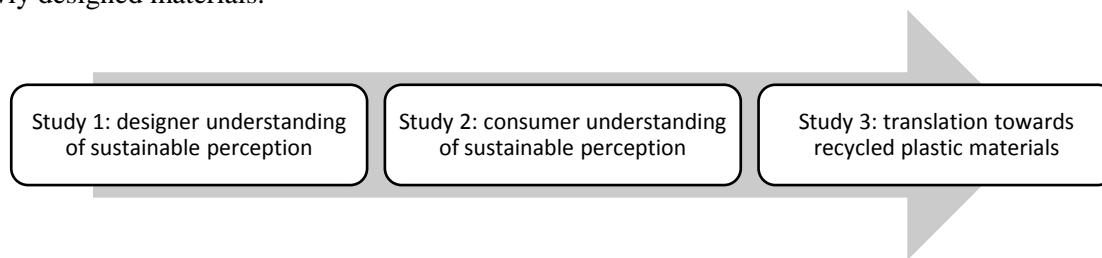 designed materials.
Study 1: designer understanding
of sustainable perception
Study 2: consumer understanding
of sustainable perception
Study 3: translation towards
recycled plastic materials